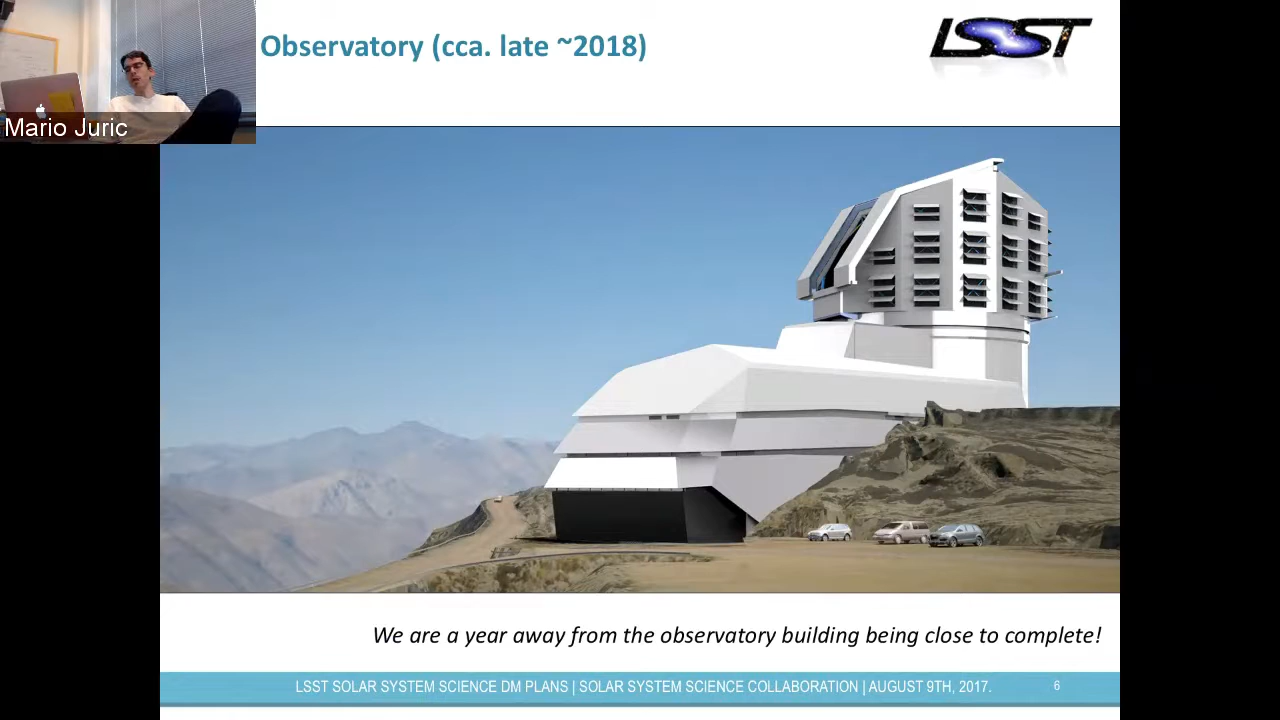 Observatory (cca. late ~2018)
LSST
Mario Juric
We are a year away from the observatory building being close to complete!
LSST SOLAR SYSTEM SCIENCE DM PLANS | SOLAR SYSTEM SCIENCE COLLABORATION | AUGUST 9TH, 2017.
6